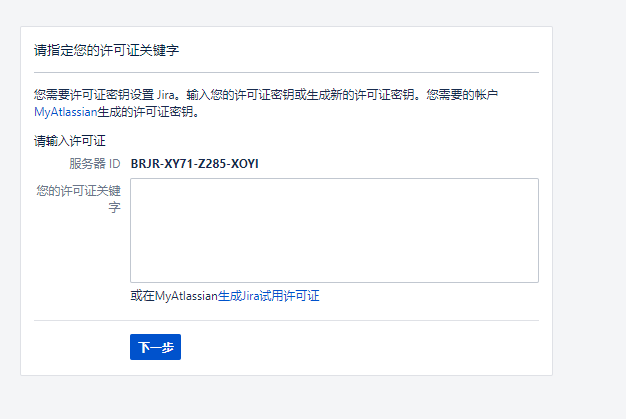 请指定您的许可证关键字
您需要许可证密钥设置 Jira。输入您的许可证密钥或生成新的许可证密钥。您需要的帐户
MyAtlassian生成的许可证密钥。
请输入许可证
服务器 ID BRJR-XY71-Z285-XOYI
您的许可证关键
字
或在MyAtlassian生成Jira试用许可证
下一步